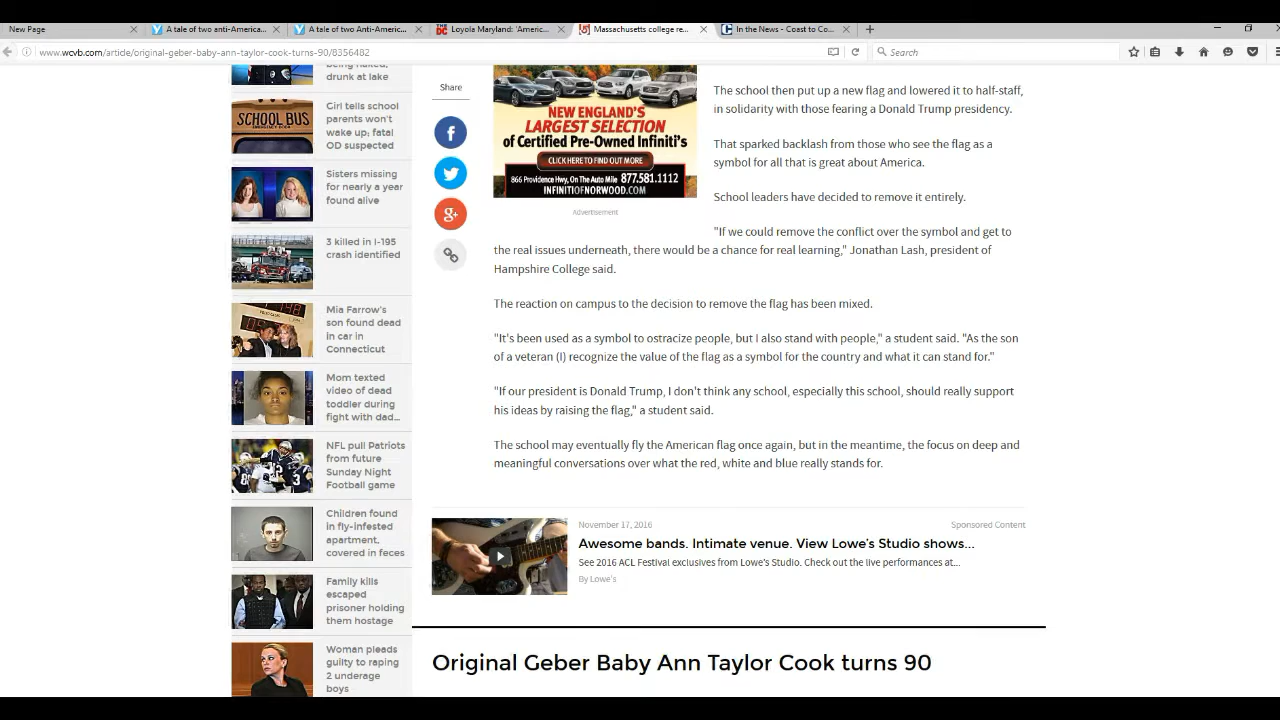 New Page
A tale of two anti-America...
A tale of two Anti-Americ...
Loyola Maryland: 'Americ...
Massachusetts college re...
In the News - Coast to Co...
www.wcvb.com/article/original-geber-baby-ann-taylor-cook-turns-90/8356482
Search
being naked,
drunk at lake
Girl tells school
parents won't
wake up; fatal
OD suspected
SCHOOL BUS
Sisters missing
for nearly a year
found alive
3 killed in I-195
crash identified
Mia Farrow's
son found dead
in car in
Connecticut
Mom texted
video of dead
toddler during
fight with dad...
NFL pull Patriots
from future
Sunday Night
Football game
Children found
in fly-infested
apartment,
covered in feces
Family kills
escaped
prisoner holding
them hostage
Woman pleads
guilty to raping
2 underage
boys
Share
NEW ENGLAND'S
LARGEST SELECTION
of Certified Pre-Owned Infiniti's
CLICK HERE TO FIND OUT MORE
866 Providence Hwy, On The Auto Mile 877.581.1112
INFINITIOFNORWOOD.COM
Advertisement
The school then put up a new flag and lowered it to half-staff,
in solidarity with those fearing a Donald Trump presidency.
That sparked backlash from those who see the flag as a
symbol for all that is great about America.
School leaders have decided to remove it entirely.
"If we could remove the conflict over the symbol and get to
the real issues underneath, there would be a chance for real learning," Jonathan Lash, president of
Hampshire College said.
The reaction on campus to the decision to remove the flag has been mixed.
"It's been used as a symbol to ostracize people, but I also stand with people," a student said. "As the son
of a veteran (I) recognize the value of the flag as a symbol for the country and what it can stand for."
"If our president is Donald Trump, I don't think any school, especially this school, should really support
his ideas by raising the flag," a student said.
The school may eventually fly the American flag once again, but in the meantime, the focus on deep and
meaningful conversations over what the red, white and blue really stands for.
November 17, 2016
Sponsored Content
Awesome bands. Intimate venue. View Lowe's Studio shows...
See 2016 ACL Festival exclusives from Lowe's Studio. Check out the live performances at...
By Lowe's
Original Geber Baby Ann Taylor Cook turns 90